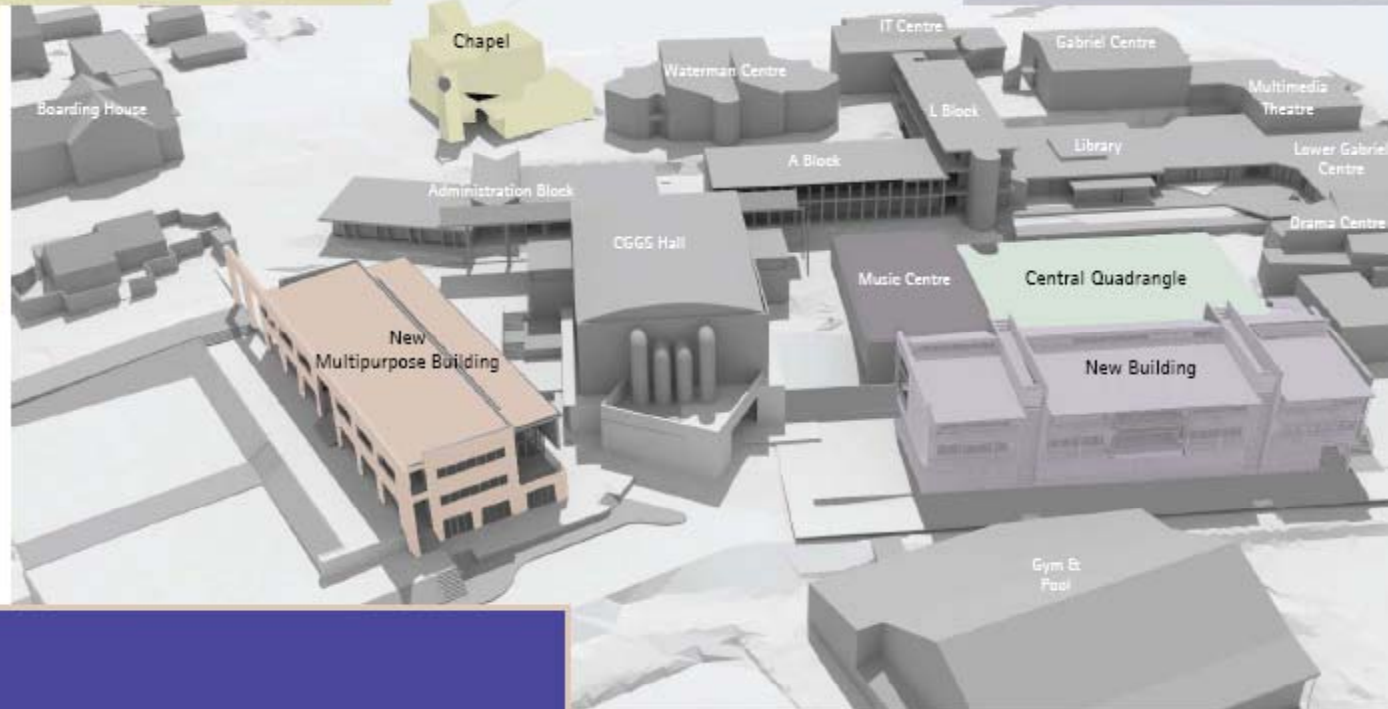 Chapel
IT Centre
Gabriel Centre
Waterman Centre
Boarding House
Multimedia
Theatre
L Block
Library
A Block
Lower Gabriel
Centre
Administration Block
Drama Centre
CGGS Hall
Music Centre
Central Quadrangle
New
Multipurpose Building
New Building
Gym &
Pool